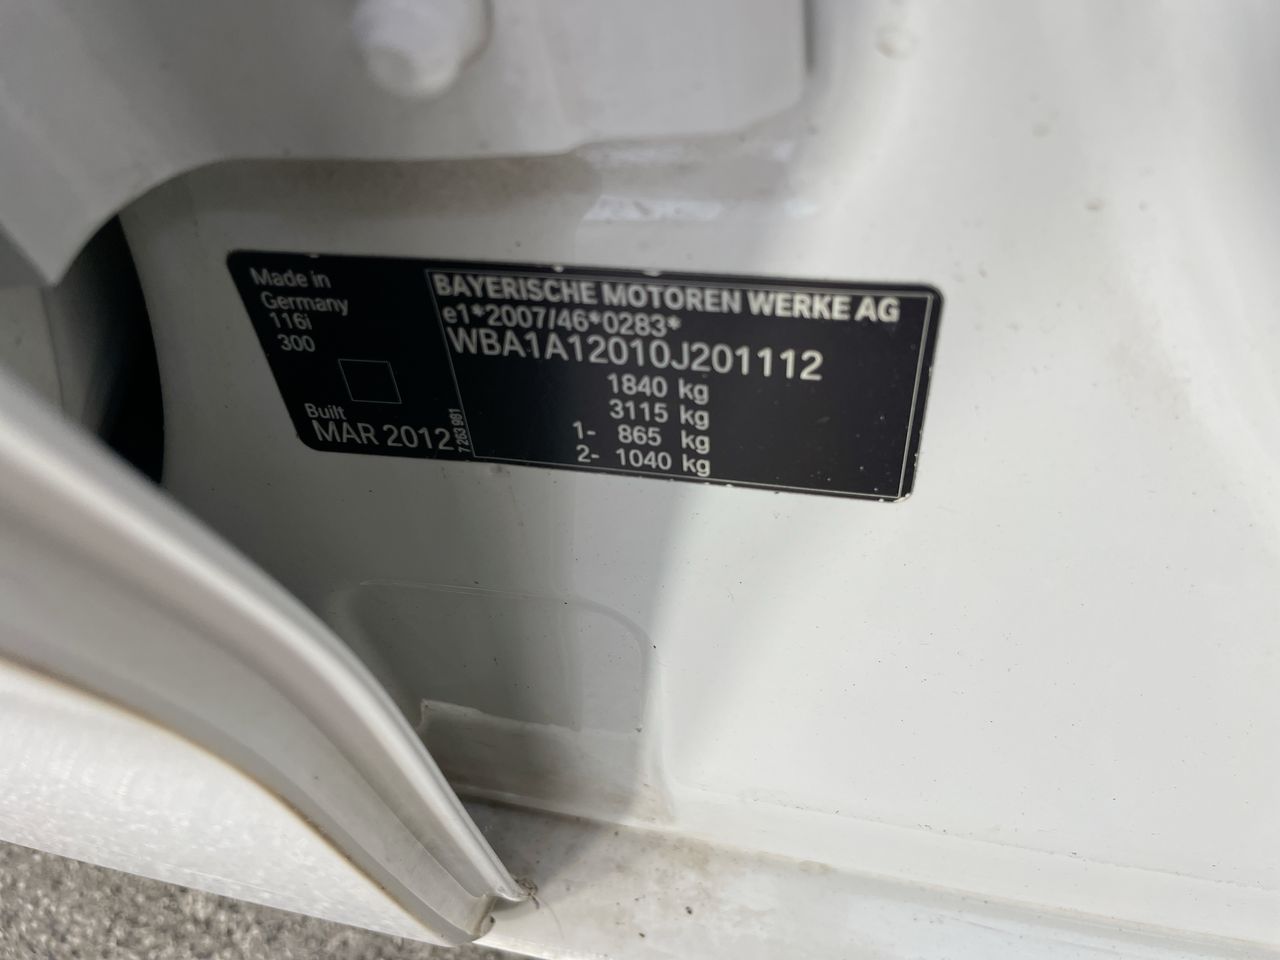 Made in
Germany
116i
300
Built
MAR 2012
7 263 981
BAYERISCHE MOTOREN WERKE AG
e1*2007/46*0283*
WBA1A12010J201112
1840 kg
3115 kg
1- 865 kg
2- 1040 kg